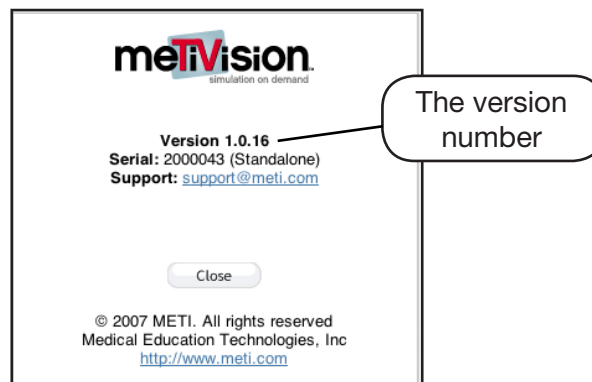 meTiVision™
simulation on demand
Version 1.0.16
Serial: 2000043 (Standalone)
Support: support@meti.com
The version
number
Close
© 2007 METI. All rights reserved
Medical Education Technologies, Inc
http://www.meti.com